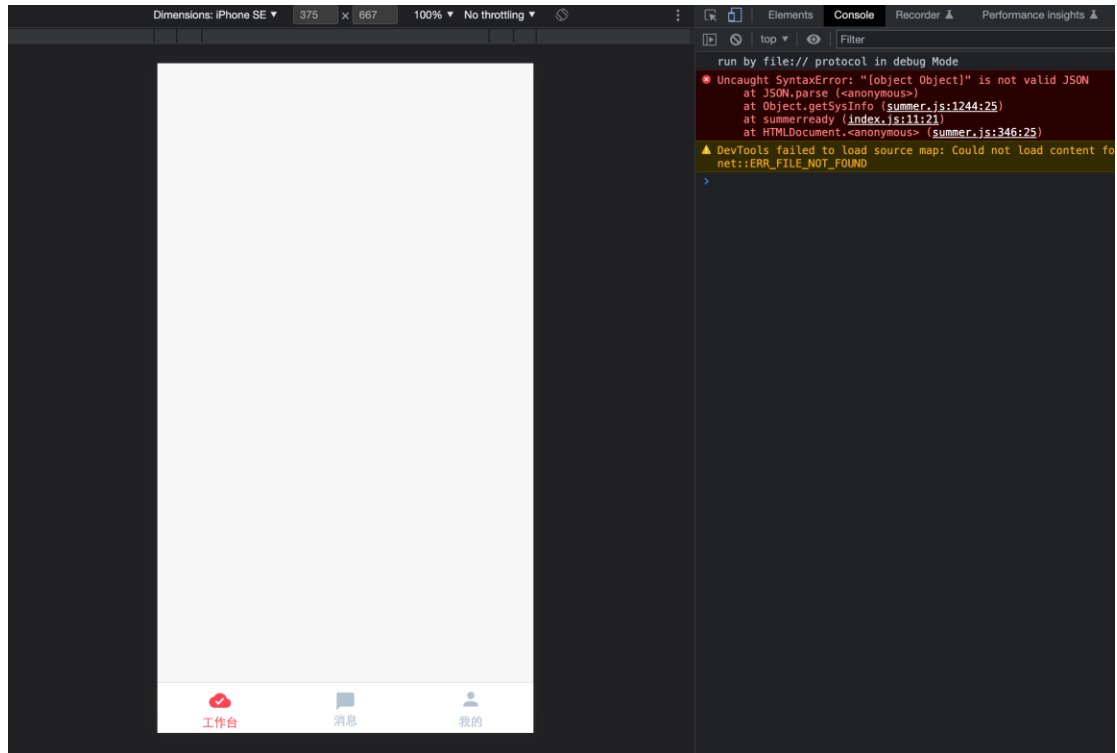 Dimensions: iPhone SE ▼ 375 × 667 100% ▼ No throttling ▼
Elements Console Recorder Performance insights
top ▼ Filter
run by file:// protocol in debug Mode
Uncaught SyntaxError: "[object Object]" is not valid JSON
at JSON.parse (<anonymous>)
at Object.getSysInfo (summer.js:1244:25)
at summerready (index.js:11:21)
at HTMLDocument.<anonymous> (summer.js:346:25)
DevTools failed to load source map: Could not load content fo
net::ERR_FILE_NOT_FOUND
工作台 消息 我的